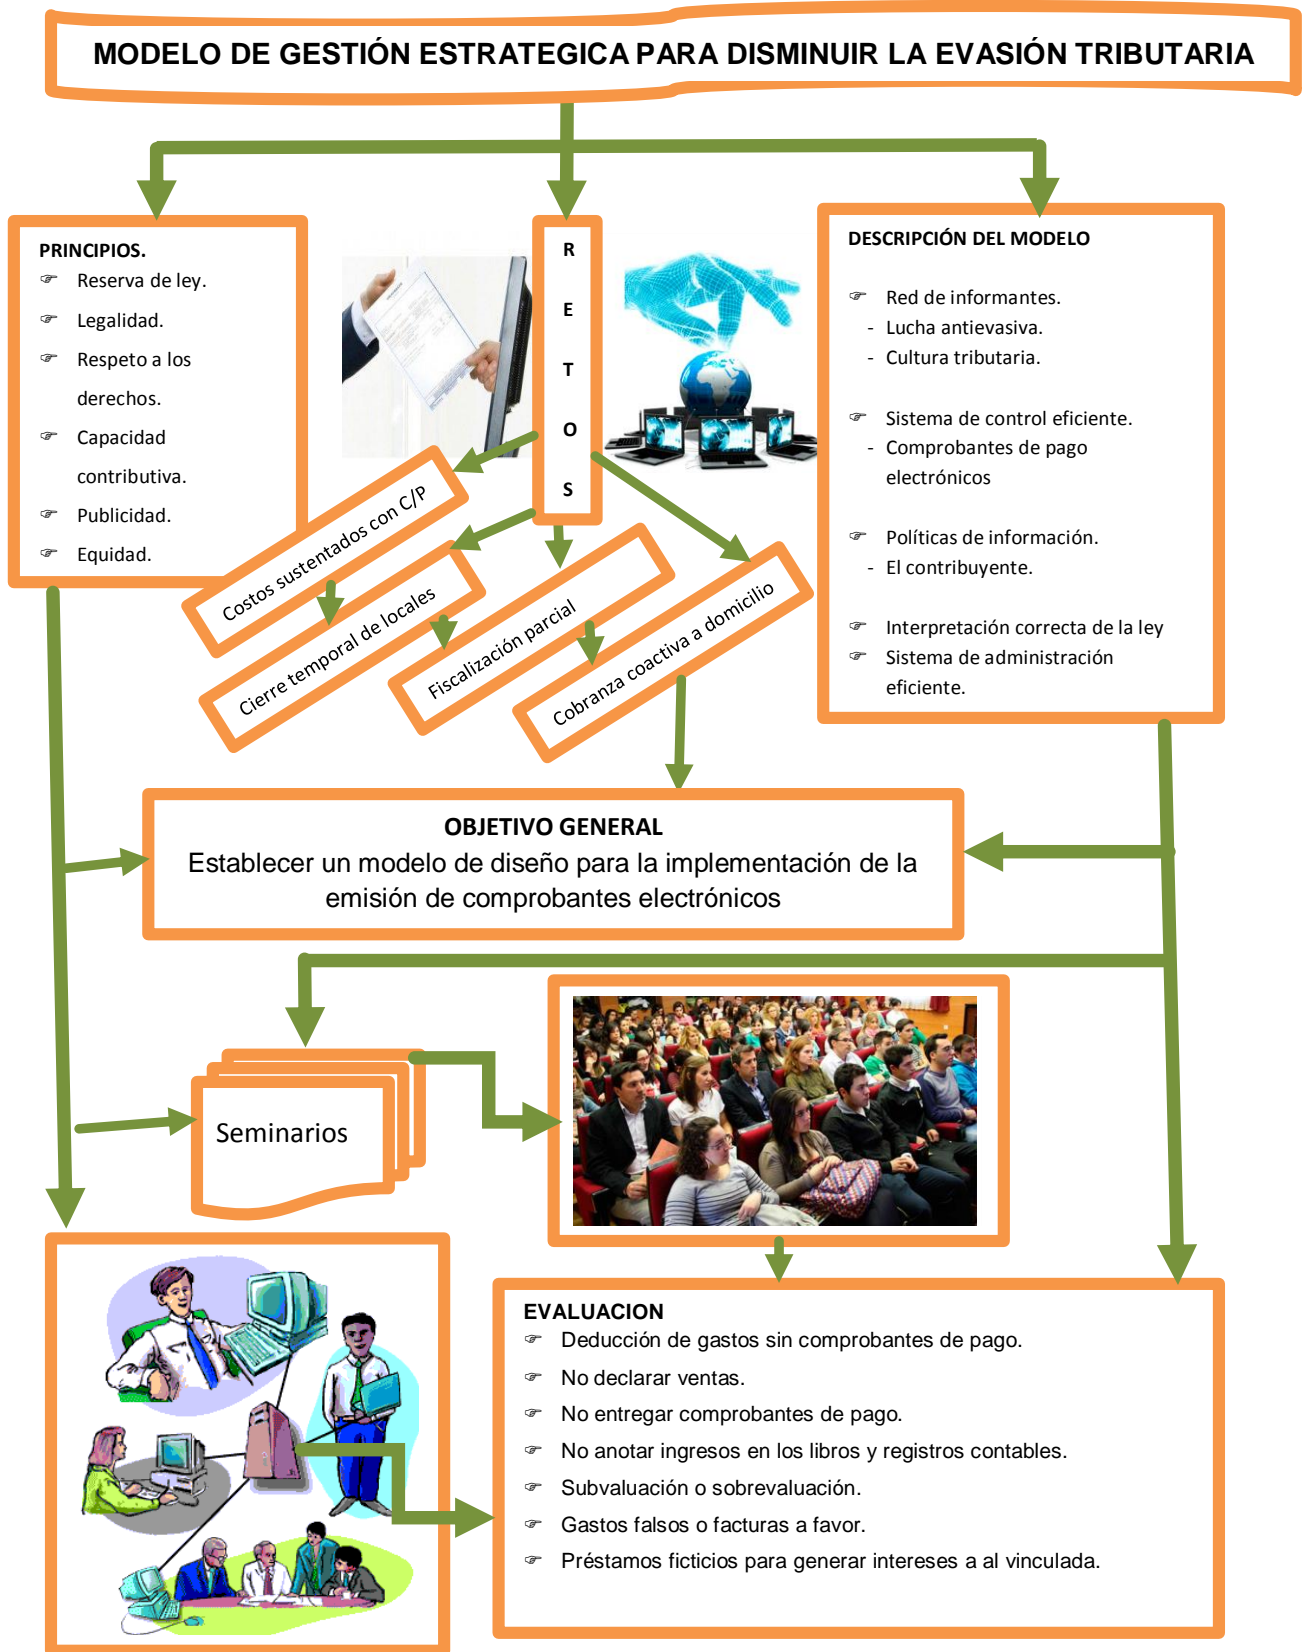 MODELO DE GESTIÓN ESTRATEGICA PARA DISMINUIR LA EVASIÓN TRIBUTARIA
PRINCIPIOS.
☞ Reserva de ley.
☞ Legalidad.
☞ Respeto a los
derechos.
☞ Capacidad
contributiva.
☞ Publicidad.
☞ Equidad.
R
E
T
O
S
DESCRIPCIÓN DEL MODELO
☞ Red de informantes.
- Lucha antievasiva.
- Cultura tributaria.
☞ Sistema de control eficiente.
- Comprobantes de pago
electrónicos
☞ Políticas de información.
- El contribuyente.
☞ Interpretación correcta de la ley
☞ Sistema de administración
eficiente.
Costos sustentados con C/P
Cierre temporal de locales
Fiscalización parcial
Cobranza coactiva a domicilio
OBJETIVO GENERAL
Establecer un modelo de diseño para la implementación de la
emisión de comprobantes electrónicos
Seminarios
EVALUACION
☞ Deducción de gastos sin comprobantes de pago.
☞ No declarar ventas.
☞ No entregar comprobantes de pago.
☞ No anotar ingresos en los libros y registros contables.
☞ Subvaluación o sobrevaluación.
☞ Gastos falsos o facturas a favor.
☞ Préstamos ficticios para generar intereses a al vinculada.